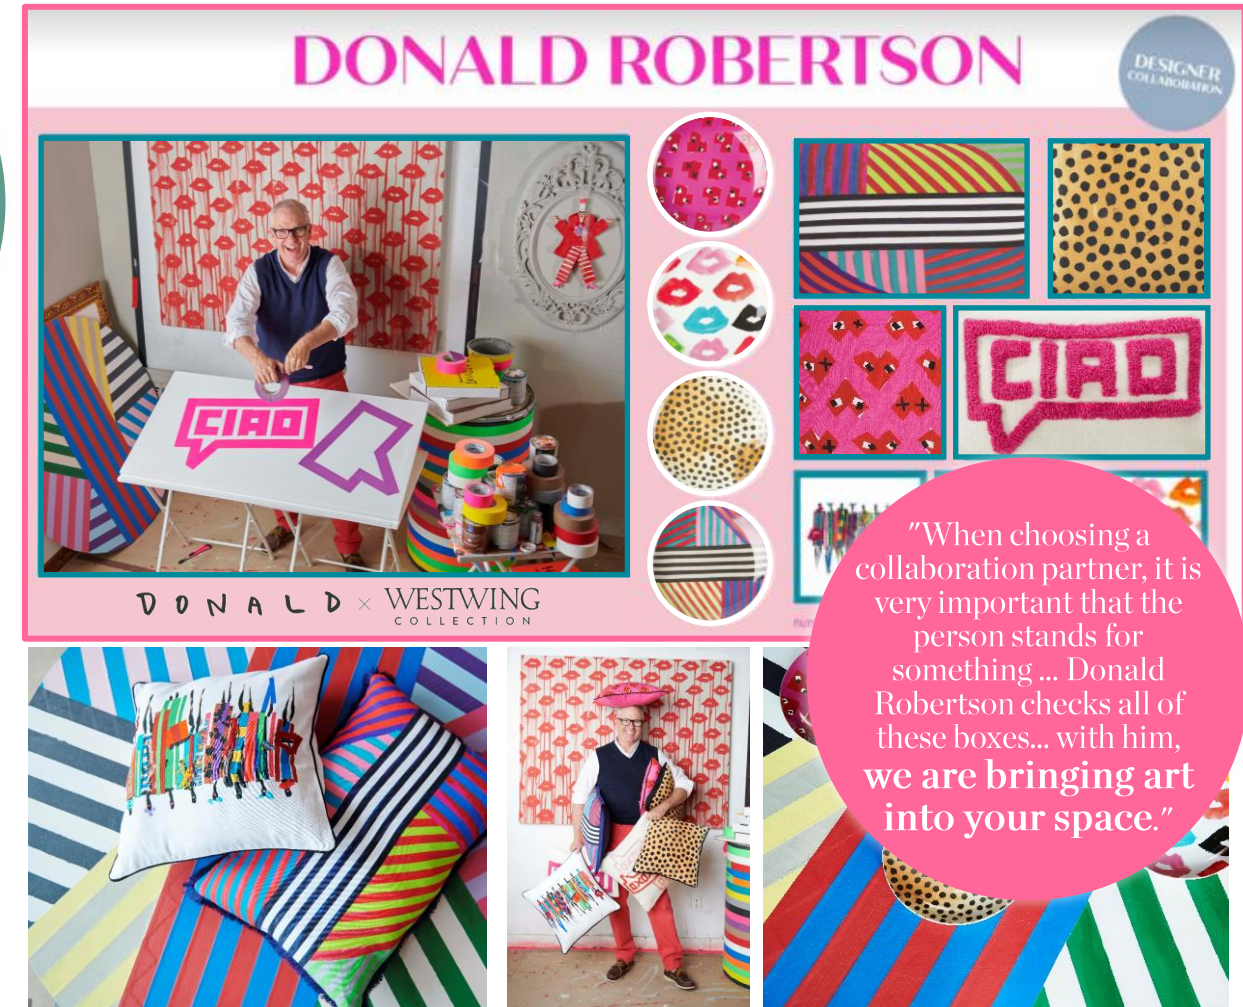 DONALD ROBERTSON
DESIGNER
COLLABORATION
CIAO
CIAO
DONALD × WESTWING
COLLECTION
"When choosing a
collaboration partner, it is
very important that the
person stands for
something ... Donald
Robertson checks all of
these boxes... with him,
we are bringing art
into your space."